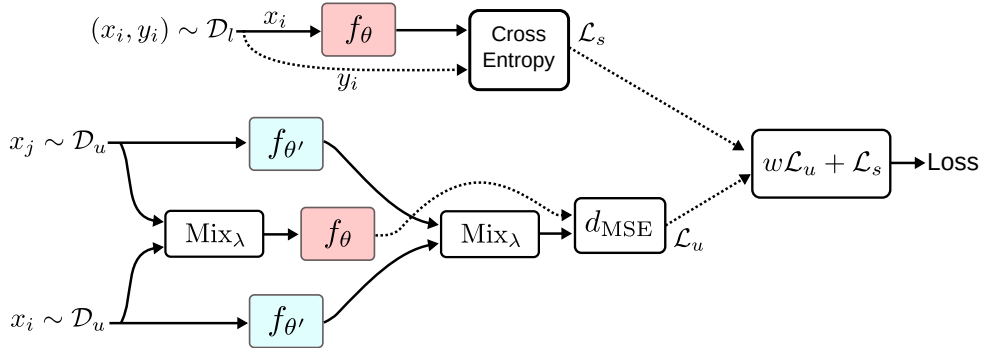 (x_i, y_i) ∼ 𝒟_l
x_i
f_θ
Cross
Entropy
ℒ_s
y_i
x_j ∼ 𝒟_u
f_θ′
wℒ_u + ℒ_s
Loss
Mix_λ
f_θ
Mix_λ
d_MSE
ℒ_u
x_i ∼ 𝒟_u
f_θ′